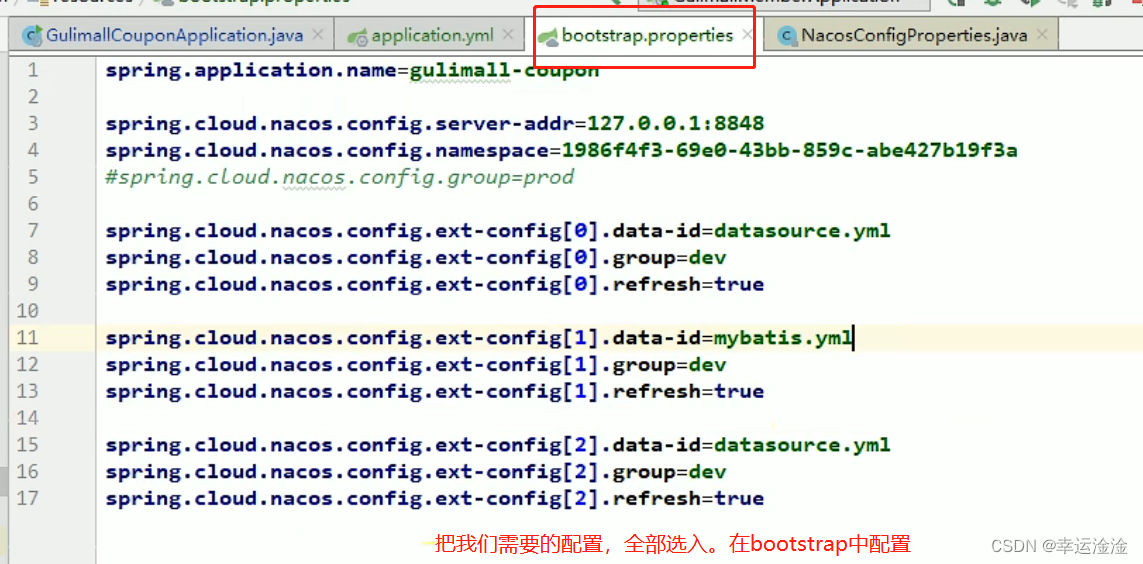 resources
bootstrap.properties
GulimallMemberApplication
GulimallCouponApplication.java
application.yml
bootstrap.properties
NacosConfigProperties.java
1 spring.application.name=gulimall-coupon
2
3 spring.cloud.nacos.config.server-addr=127.0.0.1:8848
4 spring.cloud.nacos.config.namespace=1986f4f3-69e0-43bb-859c-abe427b19f3a
5 #spring.cloud.nacos.config.group=prod
6
7 spring.cloud.nacos.config.ext-config[0].data-id=datasource.yml
8 spring.cloud.nacos.config.ext-config[0].group=dev
9 spring.cloud.nacos.config.ext-config[0].refresh=true
10
11 spring.cloud.nacos.config.ext-config[1].data-id=mybatis.yml
12 spring.cloud.nacos.config.ext-config[1].group=dev
13 spring.cloud.nacos.config.ext-config[1].refresh=true
14
15 spring.cloud.nacos.config.ext-config[2].data-id=datasource.yml
16 spring.cloud.nacos.config.ext-config[2].group=dev
17 spring.cloud.nacos.config.ext-config[2].refresh=true
把我们需要的配置，全部选入。在bootstrap中配置
CSDN @幸运淦淦